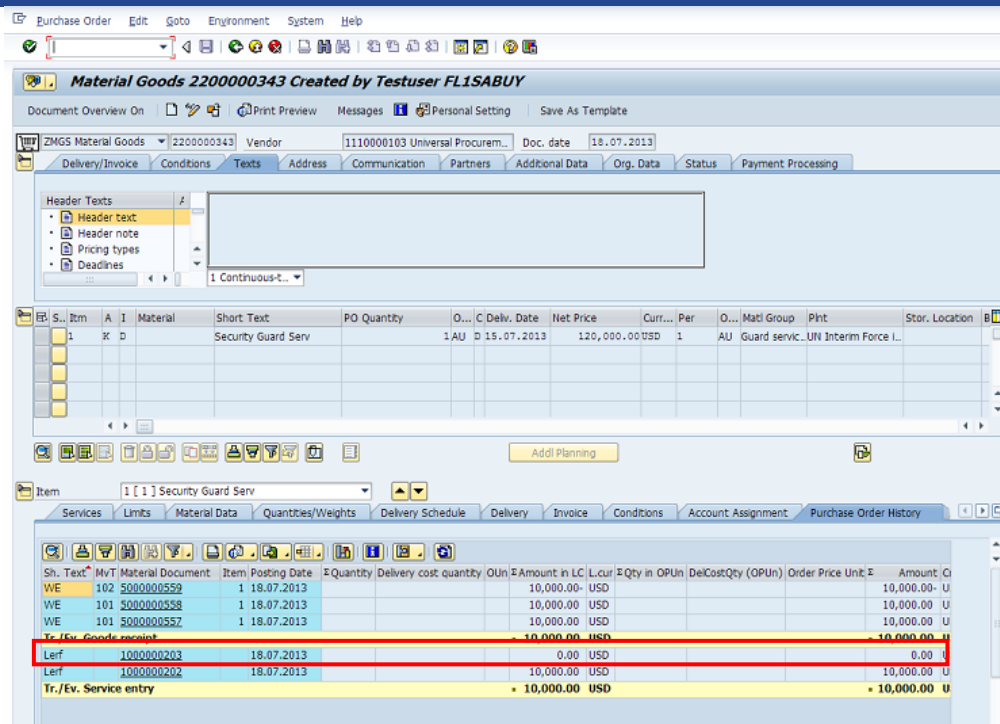 Purchase Order Edit Goto Environment System Help
Material Goods 2200000343 Created by Testuser FL1SABUY
Document Overview On Print Preview Messages Personal Setting Save As Template
ZMGS Material Goods 2200000343 Vendor 1110000103 Universal Procurem.. Doc. date 18.07.2013
Delivery/Invoice Conditions Texts Address Communication Partners Additional Data Org. Data Status Payment Processing
Header Texts
Header text
Header note
Pricing types
Deadlines
1 Continuous-t..
S.. Itm A I Material Short Text PO Quantity O... C Deliv. Date Net Price Curr... Per O... Matl Group Plnt Stor. Location B
1 K D Security Guard Serv 1 AU D 15.07.2013 120,000.00 USD 1 AU Guard servic.. UN Interim Force i..
Addl Planning
Item 1 [ 1 ] Security Guard Serv
Services Limits Material Data Quantities/Weights Delivery Schedule Delivery Invoice Conditions Account Assignment Purchase Order History
Sh. Text MvT Material Document Item Posting Date Σ Quantity Delivery cost quantity OUn Σ Amount in LC L.cur Σ Qty in OPUn DelCostQty (OPUn) Order Price Unit Σ Amount
WE 102 5000000559 1 18.07.2013 10,000.00- USD 10,000.00- U
WE 101 5000000558 1 18.07.2013 10,000.00 USD 10,000.00 U
WE 101 5000000557 1 18.07.2013 10,000.00 USD 10,000.00 U
Tr./Ev. Goods receipt 10,000.00 USD 10,000.00 U
Lerf 1000000203 18.07.2013 0.00 USD 0.00 U
Lerf 1000000202 18.07.2013 10,000.00 USD 10,000.00 U
Tr./Ev. Service entry 10,000.00 USD 10,000.00 U